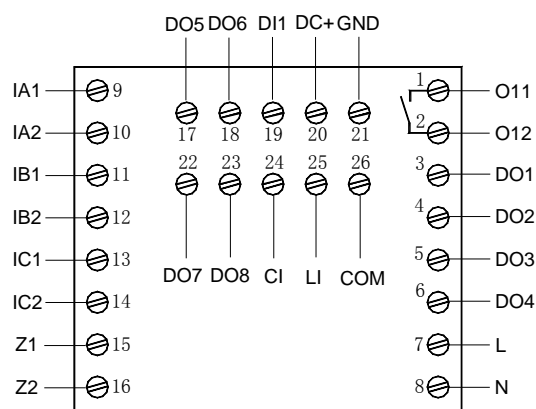 DO5 DO6 DI1 DC+ GND
IA1 9 1 O11
17 18 19 20 21
IA2 10 2 O12
22 23 24 25 26
IB1 11 3 DO1
IB2 12 4 DO2
DO7 DO8 CI LI COM
IC1 13 5 DO3
IC2 14 6 DO4
Z1 15 7 L
Z2 16 8 N